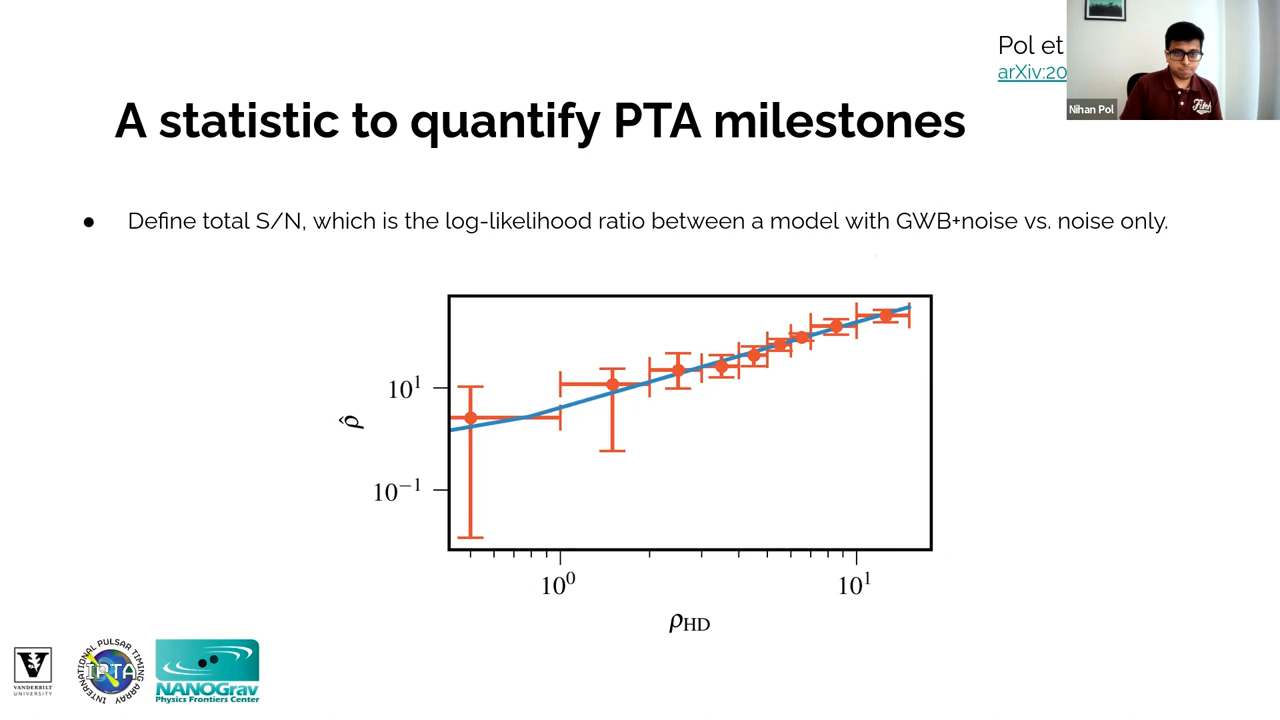 Pol et
arXiv:20
Nihan Pol
A statistic to quantify PTA milestones
● Define total S/N, which is the log-likelihood ratio between a model with GWB+noise vs. noise only.
10¹
ρ̂
10⁻¹
10⁰ 10¹
ρHD
V
VANDERBILT
UNIVERSITY
INTERNATIONAL PULSAR TIMING ARRAY
IPTA
NANOGrav
Physics Frontiers Center